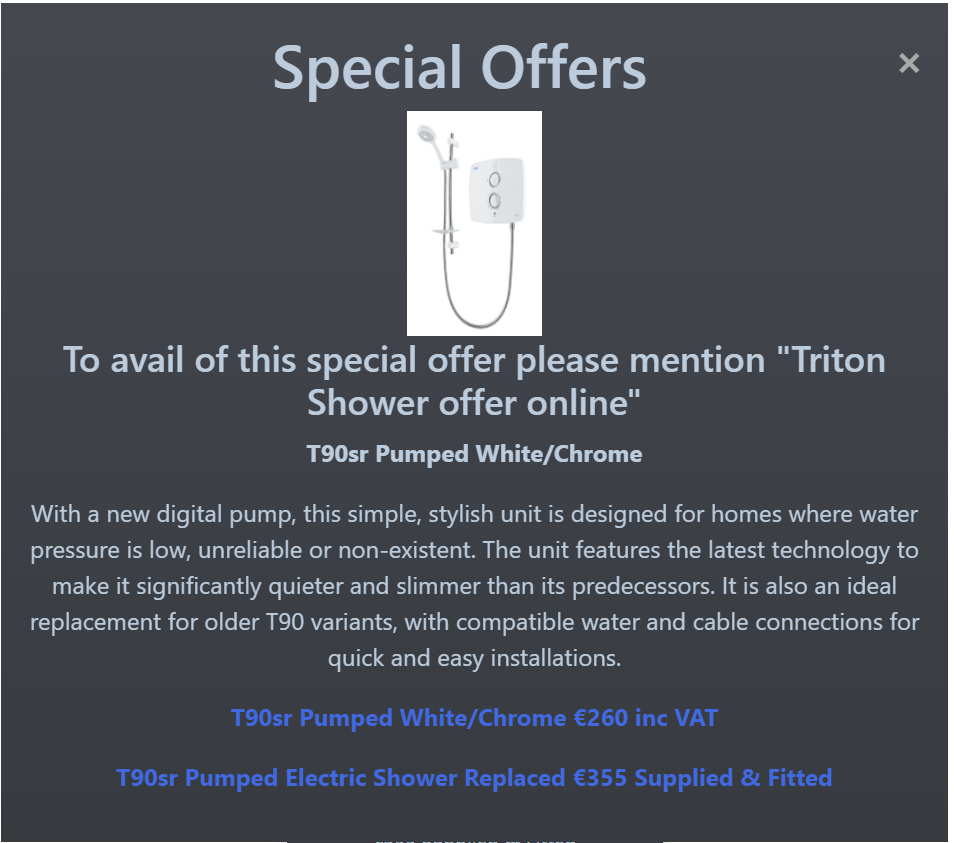 Special Offers
×
To avail of this special offer please mention "Triton
Shower offer online"
T90sr Pumped White/Chrome
With a new digital pump, this simple, stylish unit is designed for homes where water
pressure is low, unreliable or non-existent. The unit features the latest technology to
make it significantly quieter and slimmer than its predecessors. It is also an ideal
replacement for older T90 variants, with compatible water and cable connections for
quick and easy installations.
T90sr Pumped White/Chrome €260 inc VAT
T90sr Pumped Electric Shower Replaced €355 Supplied & Fitted